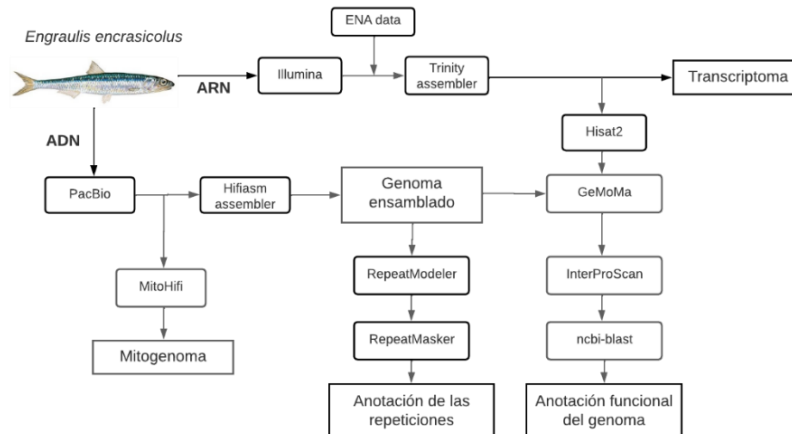 ENA data
Engraulis encrasicolus
ARN
Illumina
Trinity
assembler
Transcriptoma
Hisat2
ADN
PacBio
Hifiasm
assembler
Genoma
ensamblado
GeMoMa
MitoHifi
RepeatModeler
InterProScan
Mitogenoma
RepeatMasker
ncbi-blast
Anotación de las
repeticiones
Anotación funcional
del genoma